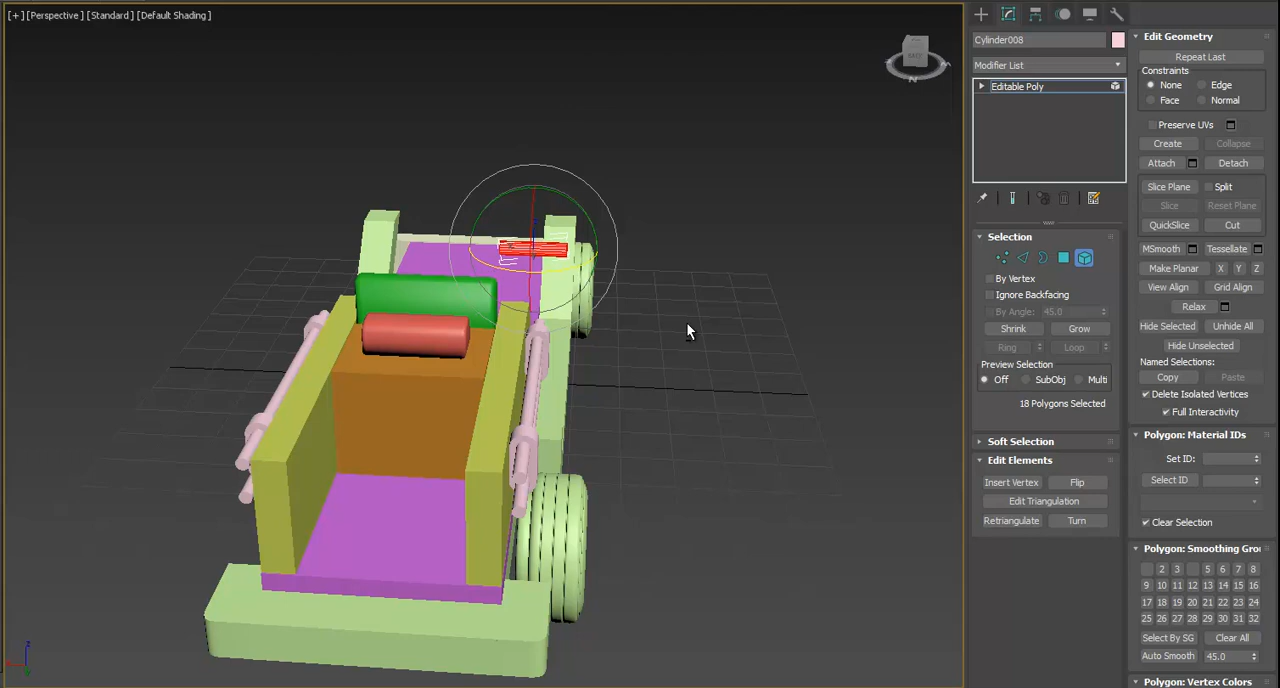 [+] [Perspective] [Standard] [Default Shading]
Cylinder008
Modifier List
Editable Poly
Selection
By Vertex
Ignore Backfacing
By Angle: 45.0
Shrink Grow
Ring Loop
Preview Selection
Off SubObj Multi
18 Polygons Selected
Soft Selection
Edit Elements
Insert Vertex Flip
Edit Triangulation
Retriangulate Turn
Edit Geometry
Repeat Last
Constraints
None Edge
Face Normal
Preserve UVs
Create Collapse
Attach Detach
Slice Plane Split
Slice Reset Plane
QuickSlice Cut
MSmooth Tessellate
Make Planar X Y Z
View Align Grid Align
Relax
Hide Selected Unhide All
Hide Unselected
Named Selections:
Copy Paste
Delete Isolated Vertices
Full Interactivity
Polygon: Material IDs
Set ID:
Select ID
Clear Selection
Polygon: Smoothing Grou
2 3 5 6 7 8
9 10 11 12 13 14 15 16
17 18 19 20 21 22 23 24
25 26 27 28 29 30 31 32
Select By SG Clear All
Auto Smooth 45.0
Polygon: Vertex Colors